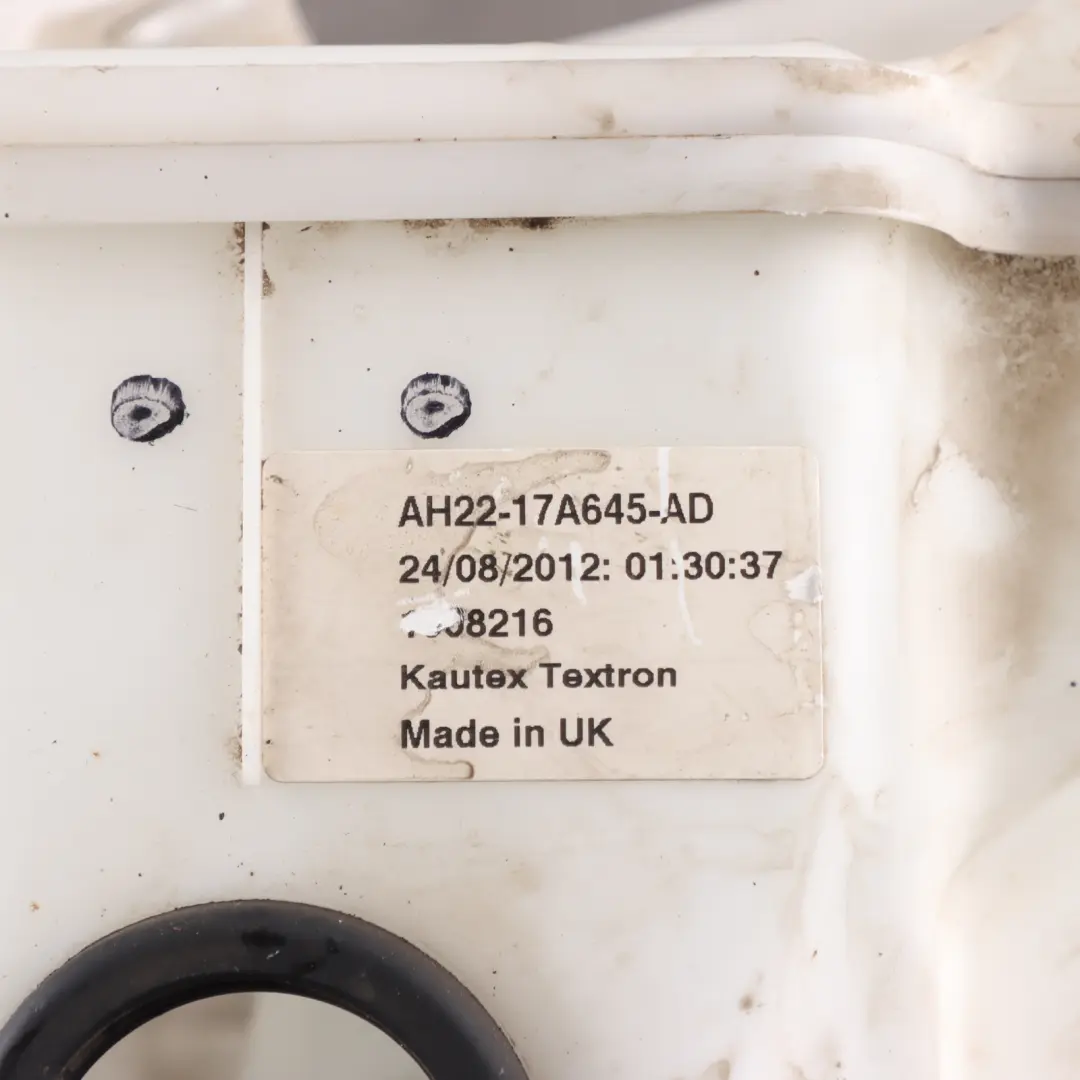 AH22-17A645-AD
24/08/2012: 01:30:37
Kautex Textron
Made in UK